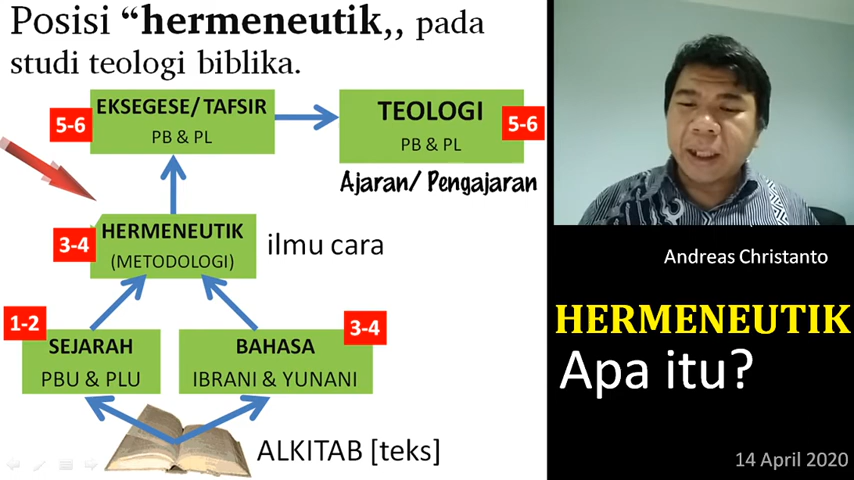 Posisi “hermeneutik,, pada
studi teologi biblika.
5-6
EKSEGESE/ TAFSIR
PB & PL
TEOLOGI
PB & PL
5-6
Ajaran/ Pengajaran
3-4
HERMENEUTIK
(METODOLOGI)
ilmu cara
1-2
SEJARAH
PBU & PLU
3-4
BAHASA
IBRANI & YUNANI
ALKITAB [teks]
Andreas Christanto
HERMENEUTIK
Apa itu?
14 April 2020